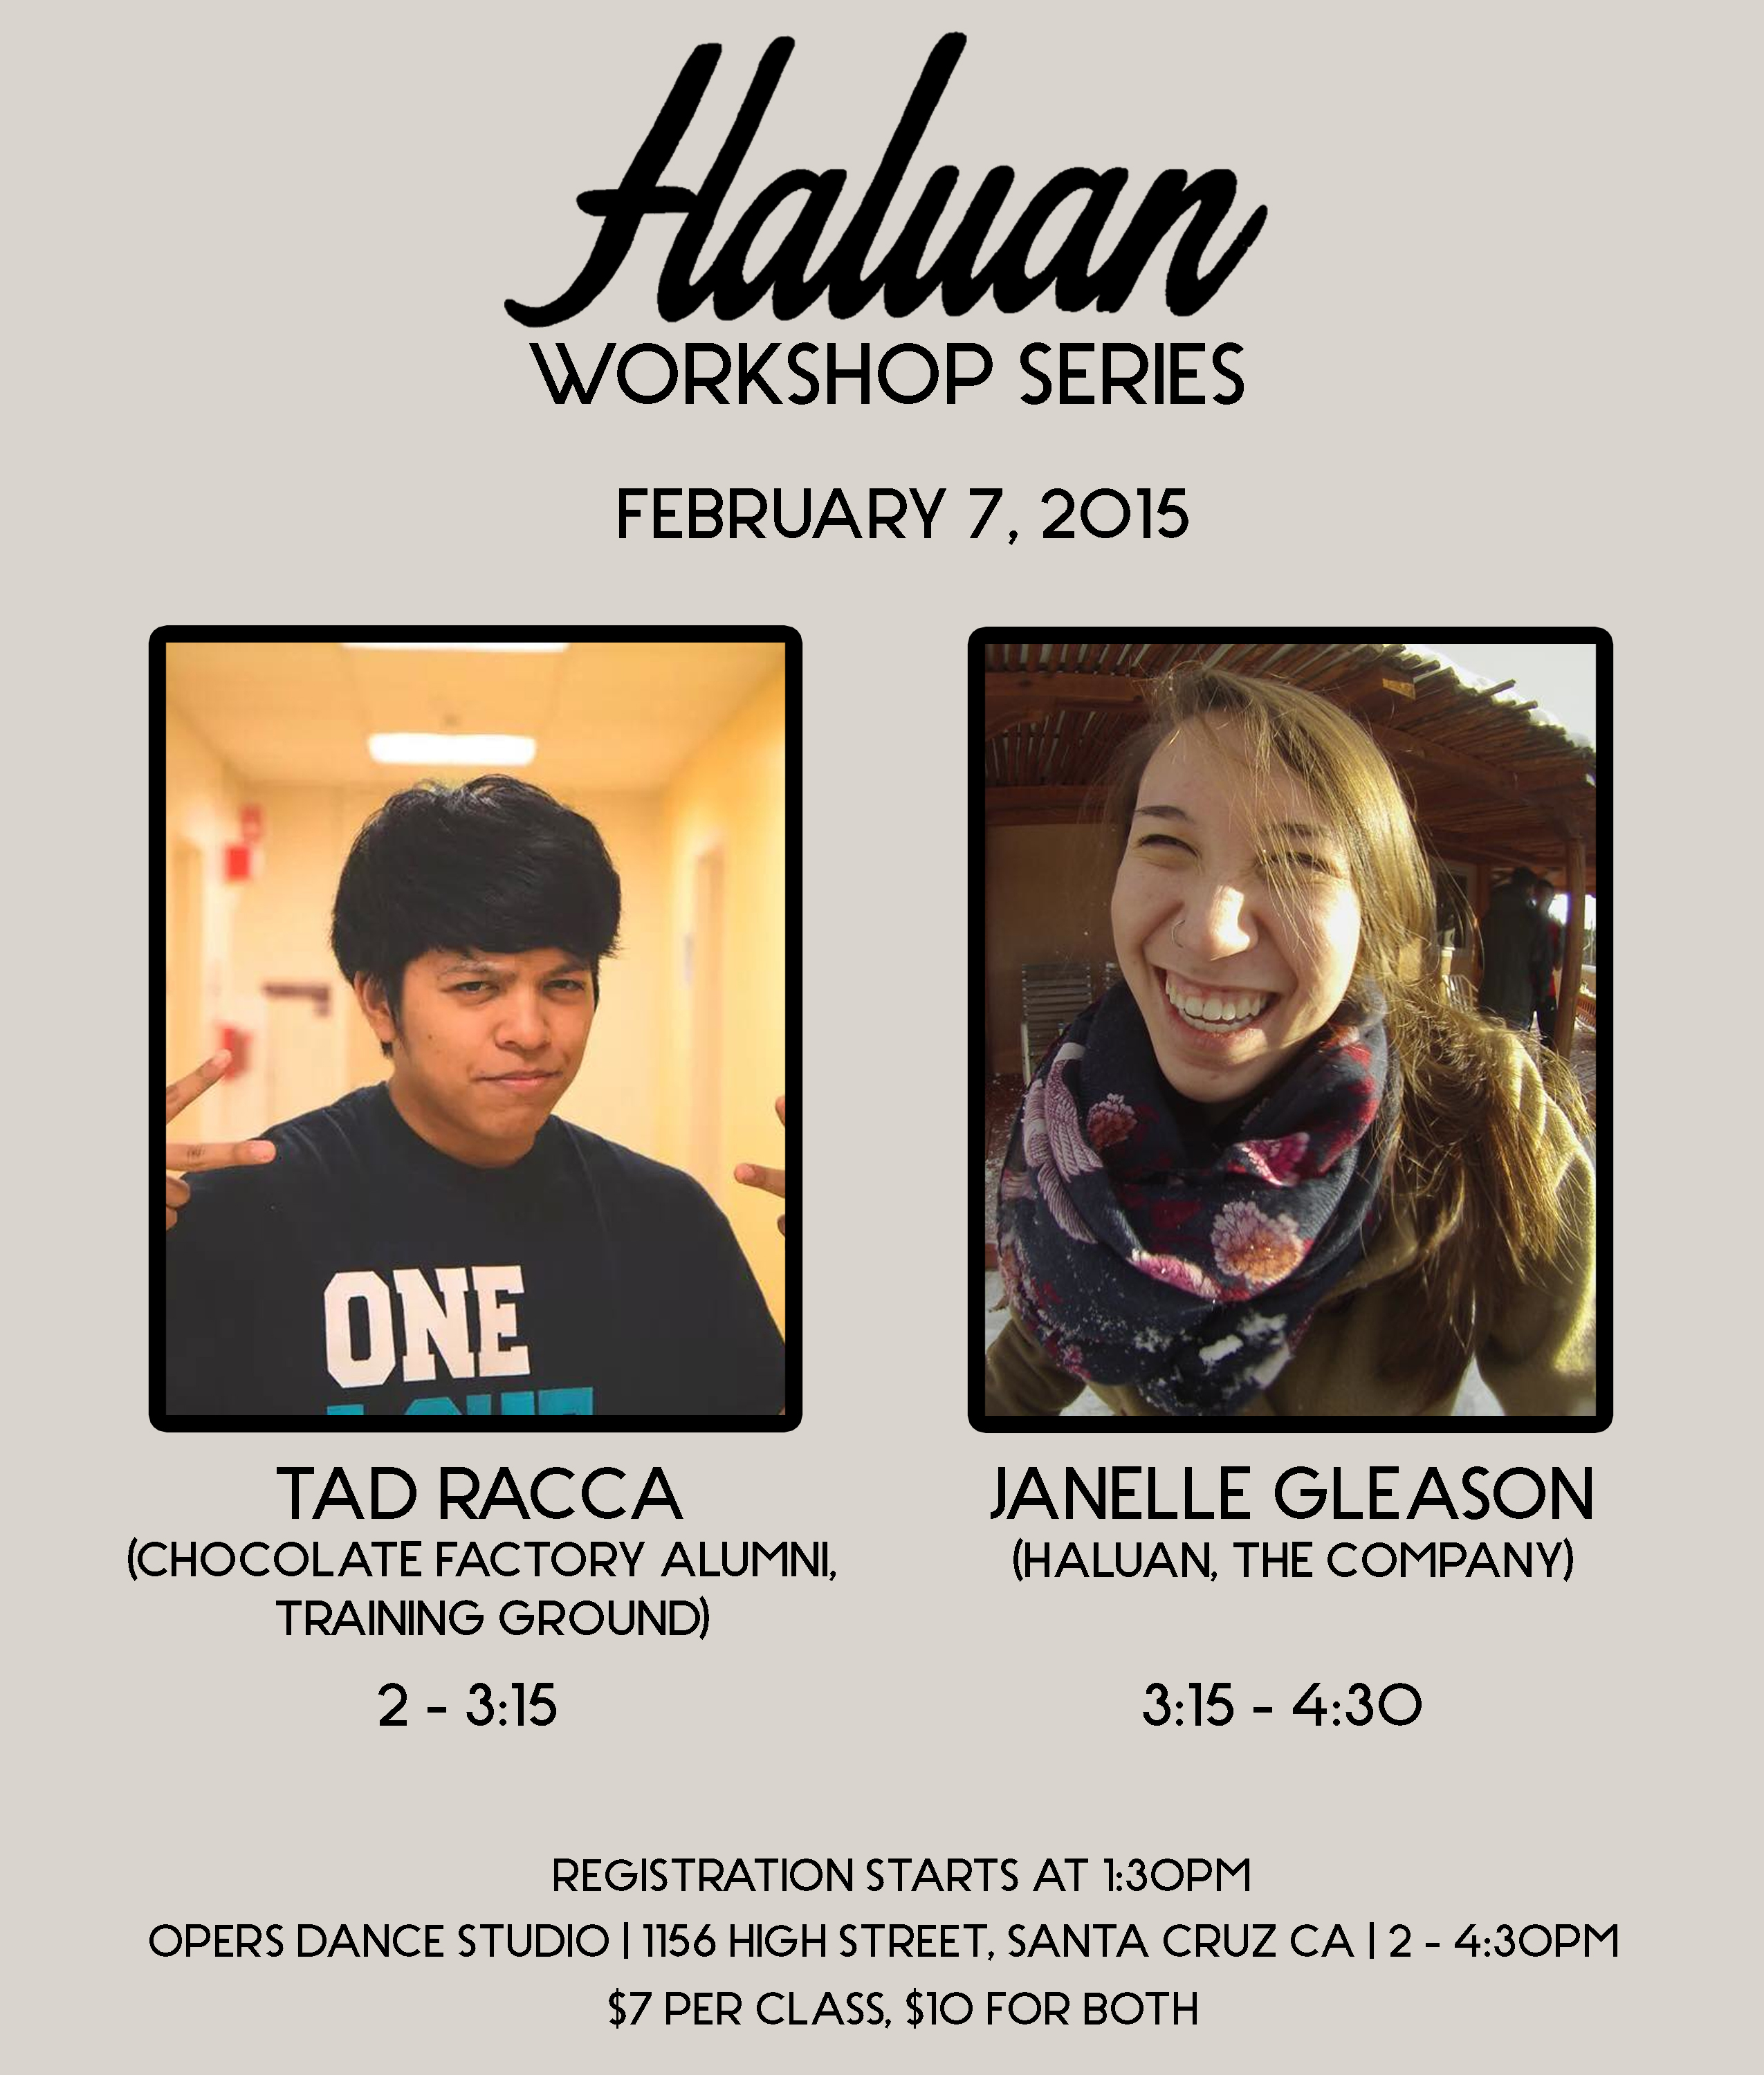 Haluan
WORKSHOP SERIES
FEBRUARY 7, 2015
ONE
TAD RACCA
(CHOCOLATE FACTORY ALUMNI,
TRAINING GROUND)
2 - 3:15
JANELLE GLEASON
(HALUAN, THE COMPANY)
3:15 - 4:30
REGISTRATION STARTS AT 1:30PM
OPERS DANCE STUDIO | 1156 HIGH STREET, SANTA CRUZ CA | 2 - 4:30PM
$7 PER CLASS, $10 FOR BOTH